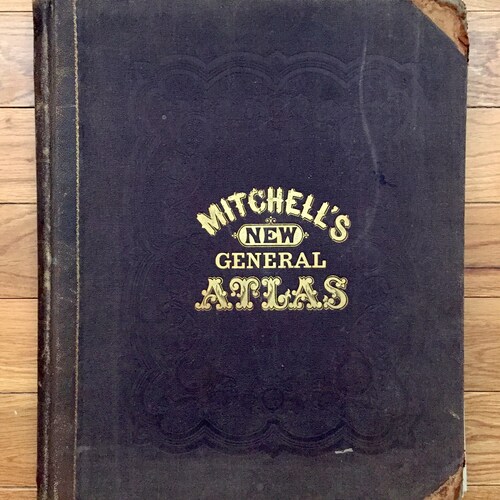 MITCHELL'S
NEW
GENERAL
ATLAS